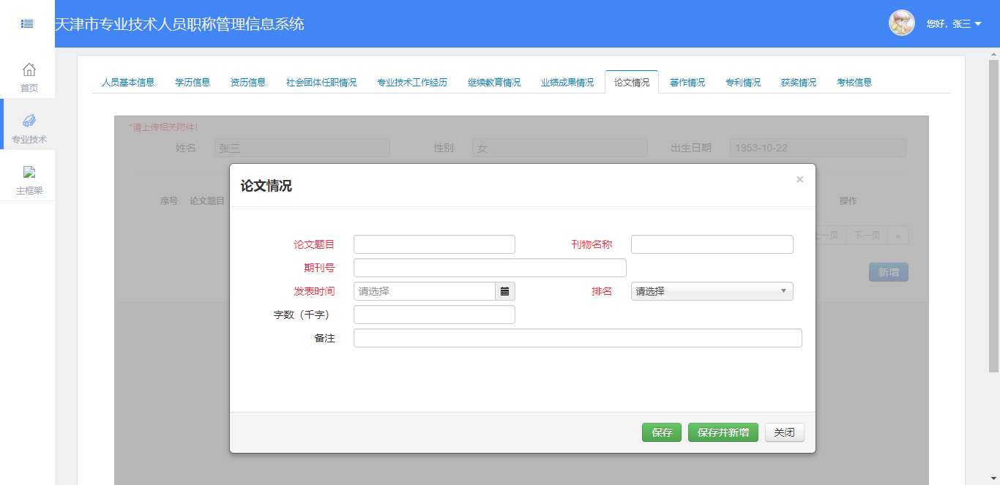 天津市专业技术人员职称管理信息系统
您好，张三
首页
专业技术
主框架
人员基本信息 学历信息 资历信息 社会团体任职情况 专业技术工作经历 继续教育情况 业绩成果情况 论文情况 著作情况 专利情况 获奖情况 考核信息
*请上传相关附件!
姓名 张三 性别 女 出生日期 1953-10-22
序号 论文题目 操作
上一页 下一页 »
新增
论文情况 ×
论文题目 刊物名称
期刊号
发表时间 请选择 排名 请选择
字数（千字）
备注
保存 保存并新增 关闭